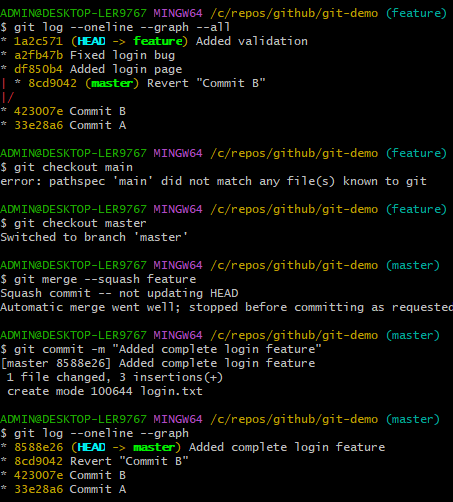 ADMIN@DESKTOP-LER9767 MINGW64 /c/repos/github/git-demo (feature)
$ git log --oneline --graph --all
* 1a2c571 (HEAD -> feature) Added validation
* a2fb47b Fixed login bug
* df850b4 Added login page
| * 8cd9042 (master) Revert "Commit B"
|/
* 423007e Commit B
* 33e28a6 Commit A
ADMIN@DESKTOP-LER9767 MINGW64 /c/repos/github/git-demo (feature)
$ git checkout main
error: pathspec 'main' did not match any file(s) known to git
ADMIN@DESKTOP-LER9767 MINGW64 /c/repos/github/git-demo (feature)
$ git checkout master
Switched to branch 'master'
ADMIN@DESKTOP-LER9767 MINGW64 /c/repos/github/git-demo (master)
$ git merge --squash feature
Squash commit -- not updating HEAD
Automatic merge went well; stopped before committing as requested
ADMIN@DESKTOP-LER9767 MINGW64 /c/repos/github/git-demo (master)
$ git commit -m "Added complete login feature"
[master 8588e26] Added complete login feature
 1 file changed, 3 insertions(+)
 create mode 100644 login.txt
ADMIN@DESKTOP-LER9767 MINGW64 /c/repos/github/git-demo (master)
$ git log --oneline --graph
* 8588e26 (HEAD -> master) Added complete login feature
* 8cd9042 Revert "Commit B"
* 423007e Commit B
* 33e28a6 Commit A